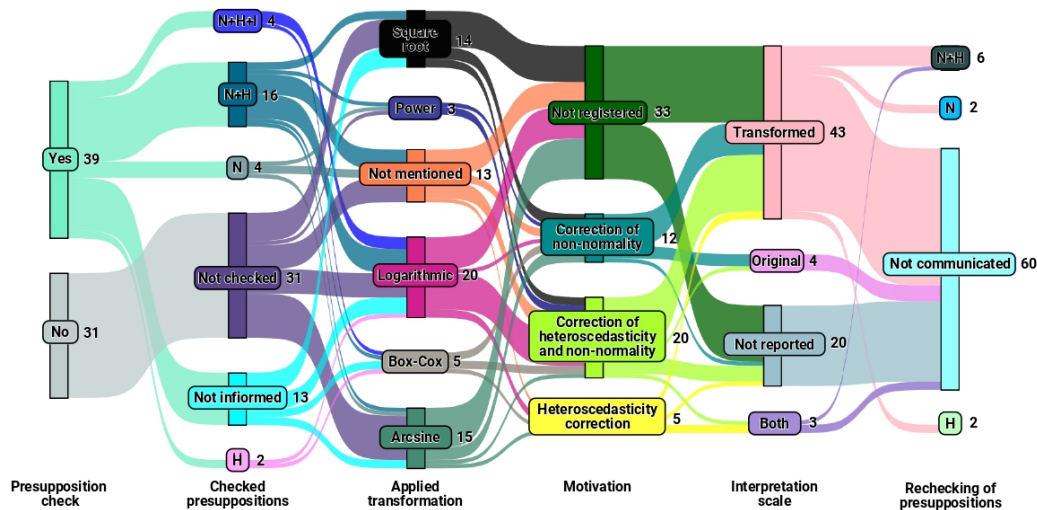 Yes 39
No 31
N+H+I 4
N+H 16
N 4
Not checked 31
Not infiormed 13
H 2
Square
root 14
Power 3
Not mentioned 13
Logarithmic 20
Box-Cox 5
Arcsine 15
Not registered 33
Correction of
non-normality 12
Correction of
heteroscedasticity
and non-normality 20
Heteroscedasticity
correction 5
Transformed 43
Original 4
Not reported 20
Both 3
N+H 6
N 2
Not communicated 60
H 2
Presupposition
check
Checked
presuppositions
Applied
transformation
Motivation
Interpretation
scale
Rechecking of
presuppositions